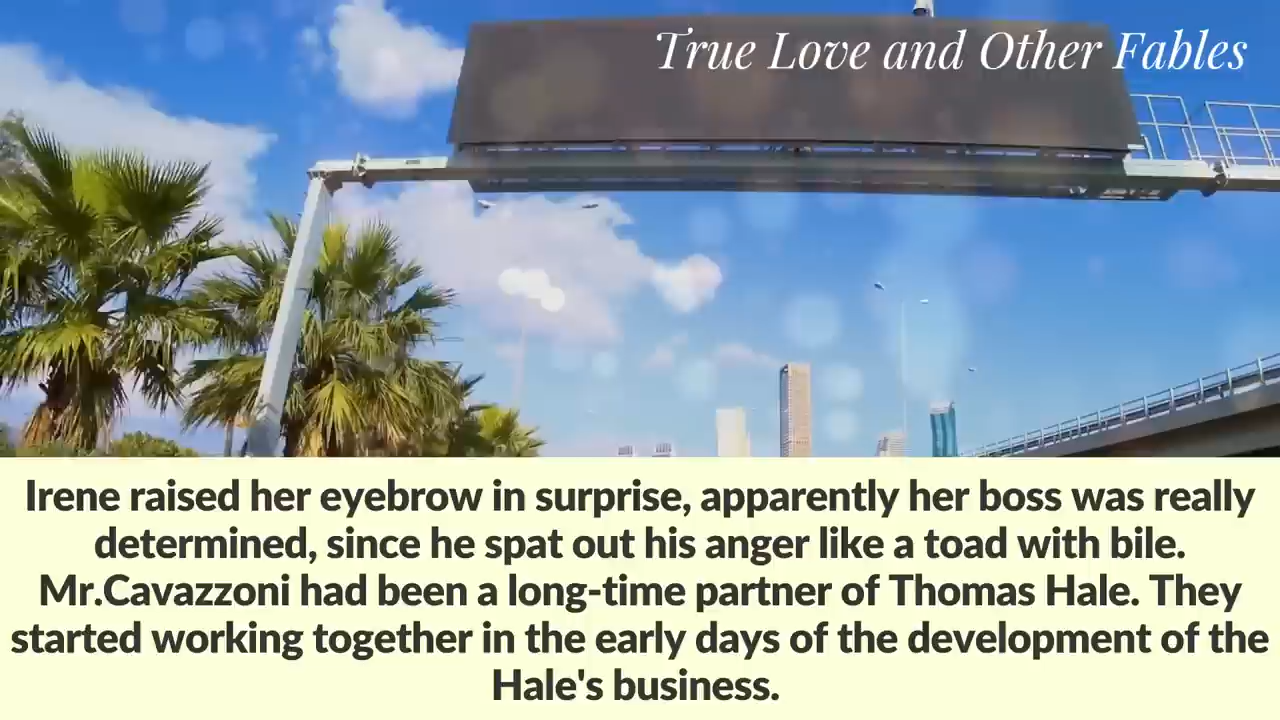 True Love and Other Fables
Irene raised her eyebrow in surprise, apparently her boss was really
determined, since he spat out his anger like a toad with bile.
Mr.Cavazzoni had been a long-time partner of Thomas Hale. They
started working together in the early days of the development of the
Hale's business.